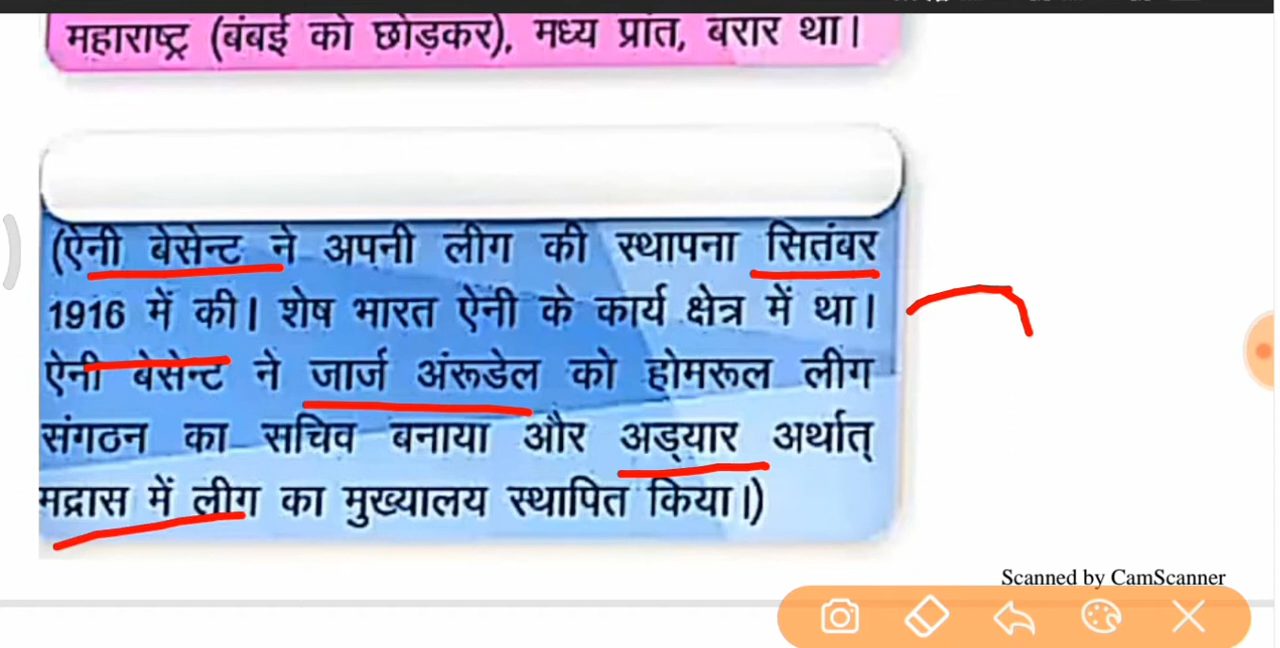 महाराष्ट्र (बंबई को छोड़कर), मध्य प्रांत, बरार था।
(ऐनी बेसेन्ट ने अपनी लीग की स्थापना सितंबर
1916 में की। शेष भारत ऐनी के कार्य क्षेत्र में था।
ऐनी बेसेन्ट ने जार्ज अंरूडेल को होमरूल लीग
संगठन का सचिव बनाया और अड्यार अर्थात्
मद्रास में लीग का मुख्यालय स्थापित किया।)
Scanned by CamScanner